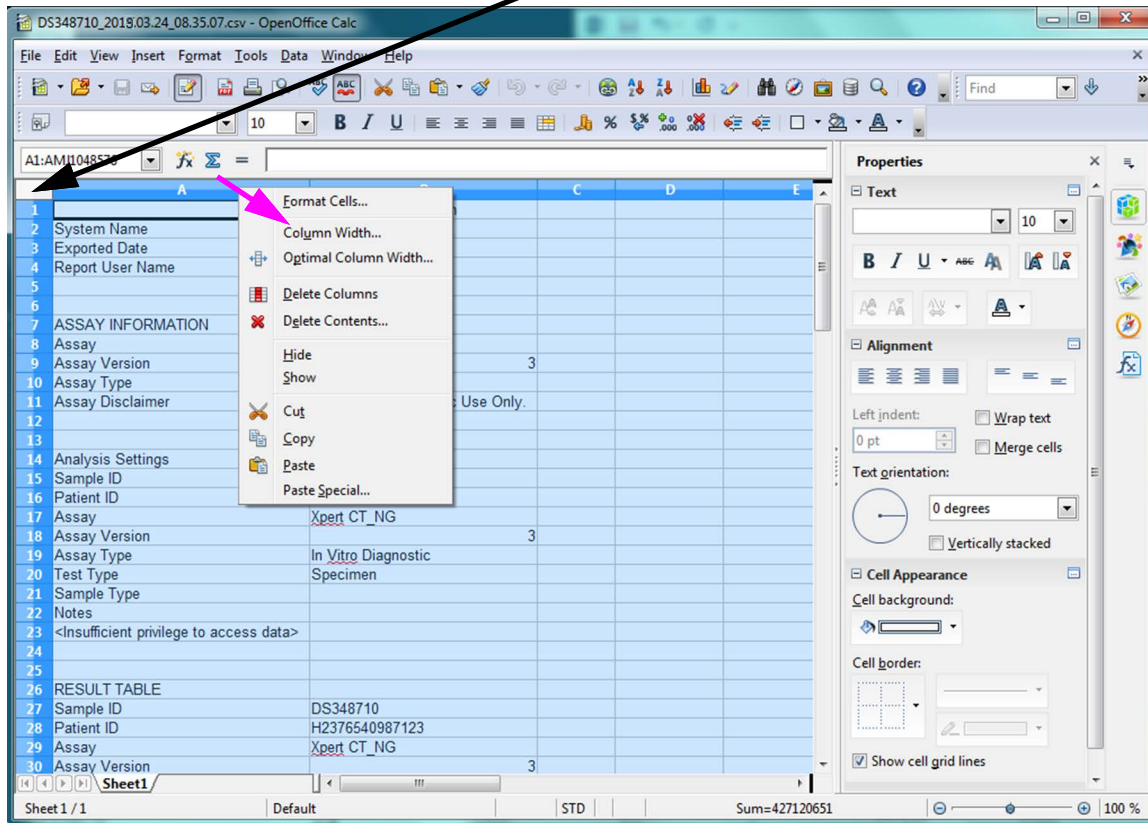 DS348710_2018.03.24_08.35.07.csv - OpenOffice Calc
File Edit View Insert Format Tools Data Window Help
Find
10
A1:AMJ1048576
A C D E
1
2 System Name
3 Exported Date
4 Report User Name
5
6
7 ASSAY INFORMATION
8 Assay
9 Assay Version 3
10 Assay Type
11 Assay Disclaimer Use Only.
12
13
14 Analysis Settings
15 Sample ID
16 Patient ID
17 Assay Xpert CT_NG
18 Assay Version 3
19 Assay Type In Vitro Diagnostic
20 Test Type Specimen
21 Sample Type
22 Notes
23 <Insufficient privilege to access data>
24
25
26 RESULT TABLE
27 Sample ID DS348710
28 Patient ID H2376540987123
29 Assay Xpert CT_NG
30 Assay Version 3
Format Cells...
Column Width...
Optimal Column Width...
Delete Columns
Delete Contents...
Hide
Show
Cut
Copy
Paste
Paste Special...
Properties
Text
10
Alignment
Left indent:
Wrap text
0 pt
Merge cells
Text orientation:
0 degrees
Vertically stacked
Cell Appearance
Cell background:
Cell border:
Show cell grid lines
Sheet1
Sheet 1 / 1 Default STD Sum=427120651 100 %